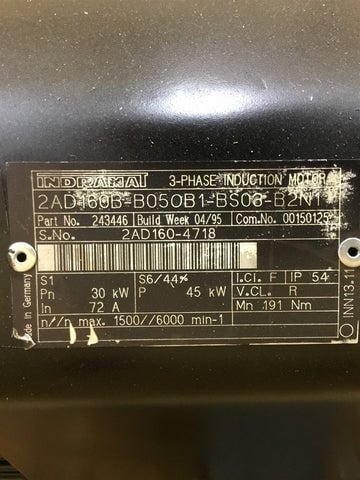 INDRAMAT 3-PHASE INDUCTION MOTOR
2AD160B-B050B1-BS03-B2N1
Part No. 243446 Build Week 04/95 Com.No. 00150125
S.No. 2AD160-4718
Made in Germany
S1 S6/44% I.Cl. F IP 54
Pn 30 kW P 45 kW V.CL. R
In 72 A Mn 191 Nm
n//n max. 1500//6000 min-1
INN13.11